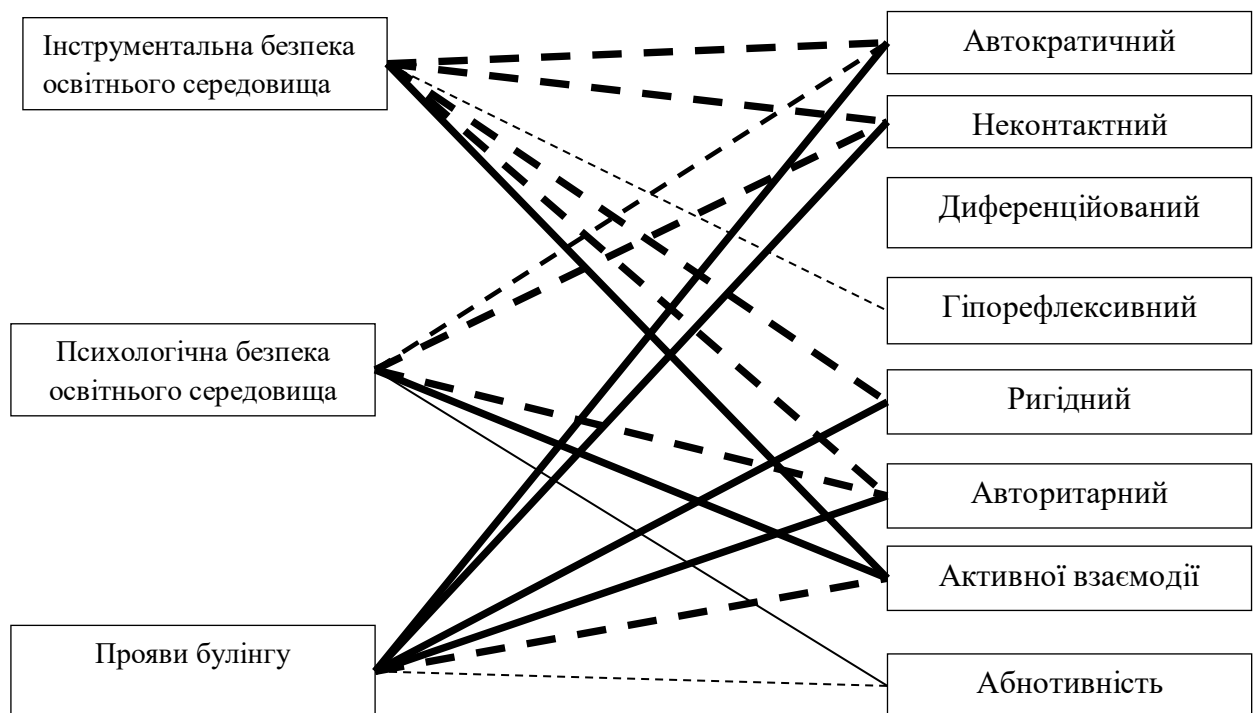 Інструментальна безпека
освітнього середовища
Психологічна безпека
освітнього середовища
Прояви булінгу
Автократичний
Неконтактний
Диференційований
Гіпорефлексивний
Ригідний
Авторитарний
Активної взаємодії
Абнотивність